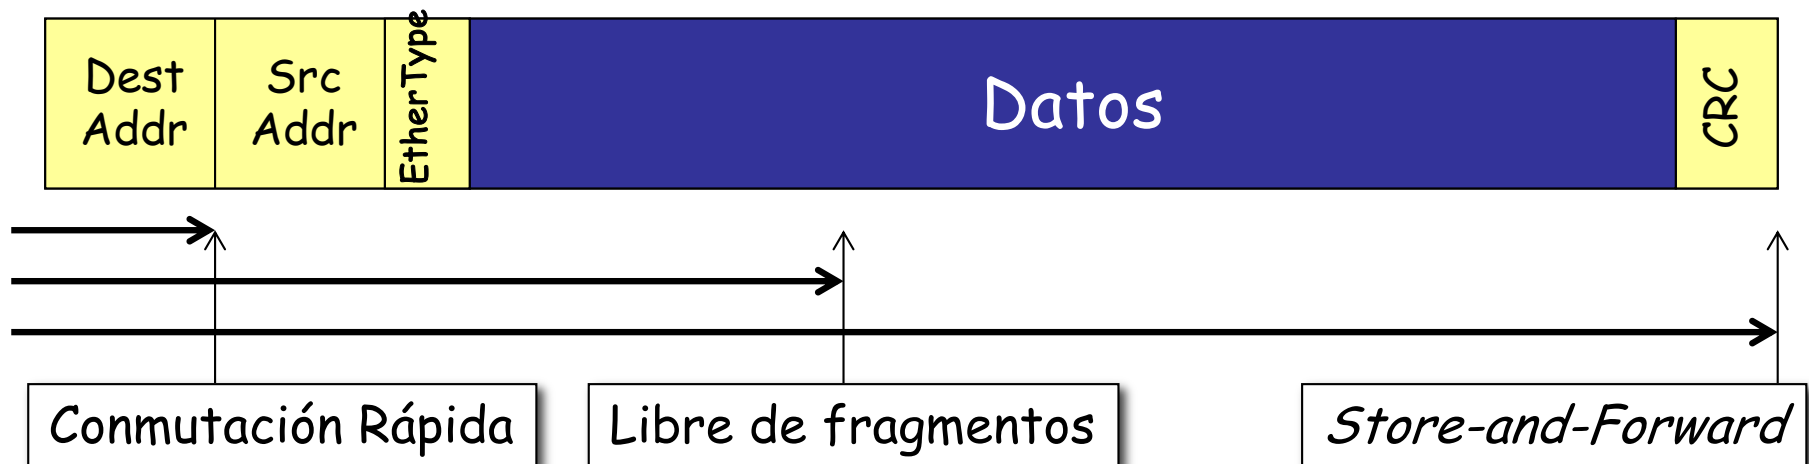 Dest
Addr
Src
Addr
EtherType
Datos
CRC
Conmutación Rápida
Libre de fragmentos
Store-and-Forward